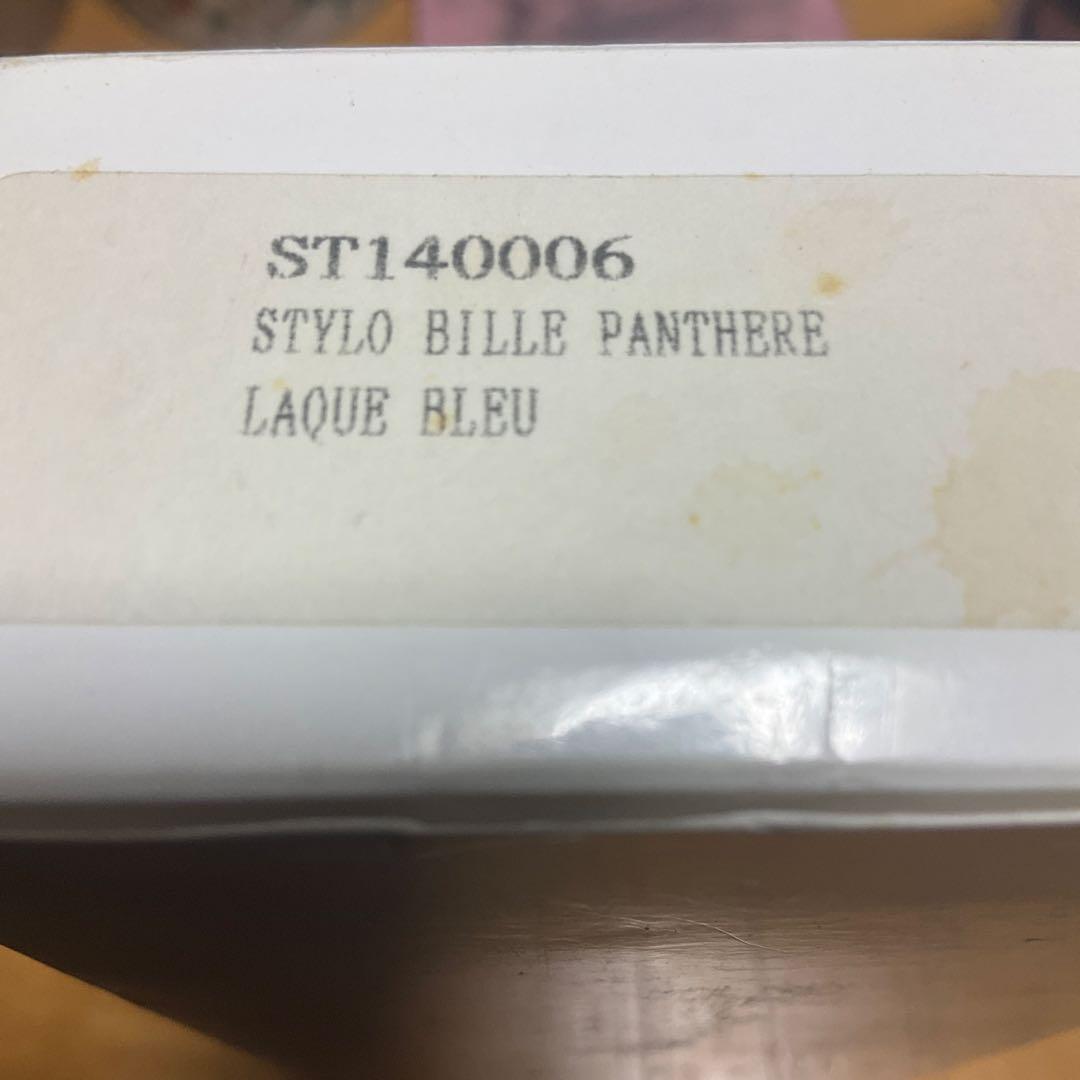 ST140006
STYLO BILLE PANTHERE
LAQUE BLEU